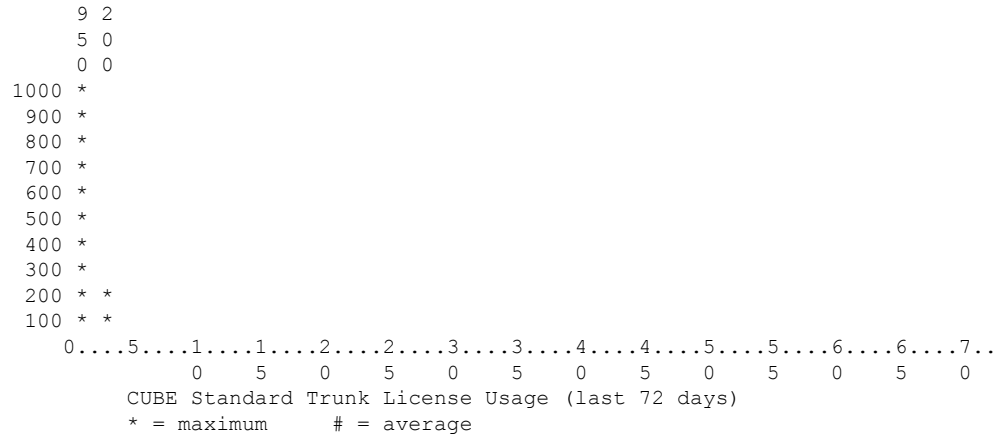 9 2
     5 0
     0 0
1000 *
 900 *
 800 *
 700 *
 600 *
 500 *
 400 *
 300 *
 200 * *
 100 * *
    0....5....1....1....2....2....3....3....4....4....5....5....6....6....7..
              0    5    0    5    0    5    0    5    0    5    0    5    0
         CUBE Standard Trunk License Usage (last 72 days)
         * = maximum     # = average